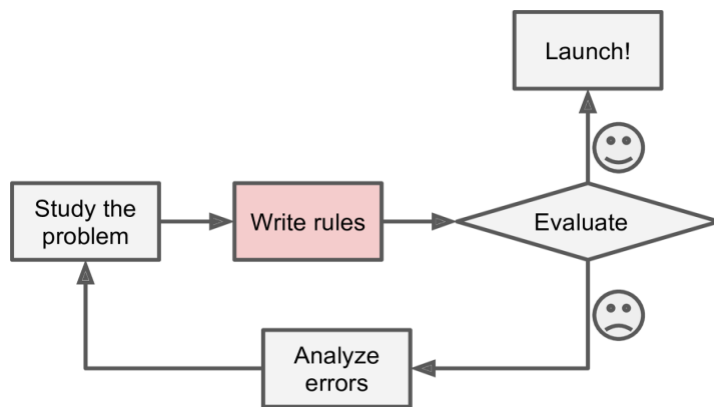 Launch!
Study the
problem
Write rules
Evaluate
Analyze
errors